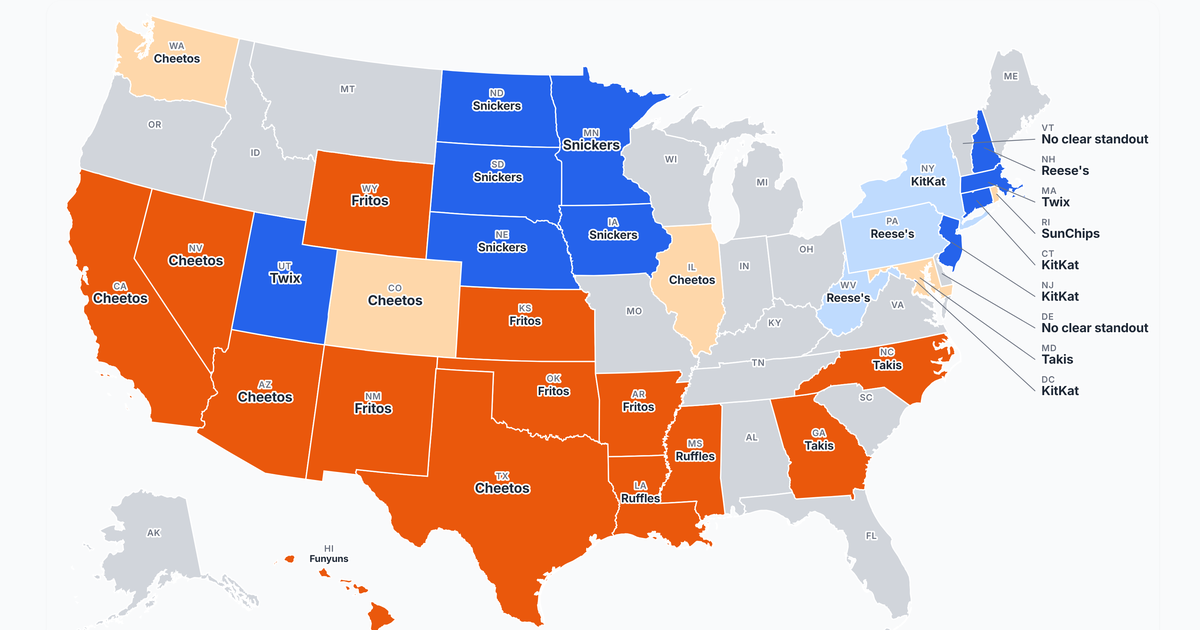 WA
Cheetos
OR
ID
MT
WY
Fritos
NV
Cheetos
CA
Cheetos
UT
Twix
CO
Cheetos
AZ
Cheetos
NM
Fritos
ND
Snickers
SD
Snickers
NE
Snickers
MN
Snickers
IA
Snickers
KS
Fritos
OK
Fritos
TX
Cheetos
AR
Fritos
LA
Ruffles
MS
Ruffles
MO
WI
IL
Cheetos
MI
IN
OH
KY
TN
AL
GA
Takis
FL
SC
NC
Takis
VA
WV
Reese's
PA
Reese's
NY
KitKat
ME
VT
No clear standout
NH
Reese's
MA
Twix
RI
SunChips
CT
KitKat
NJ
KitKat
DE
No clear standout
MD
Takis
DC
KitKat
AK
HI
Funyuns